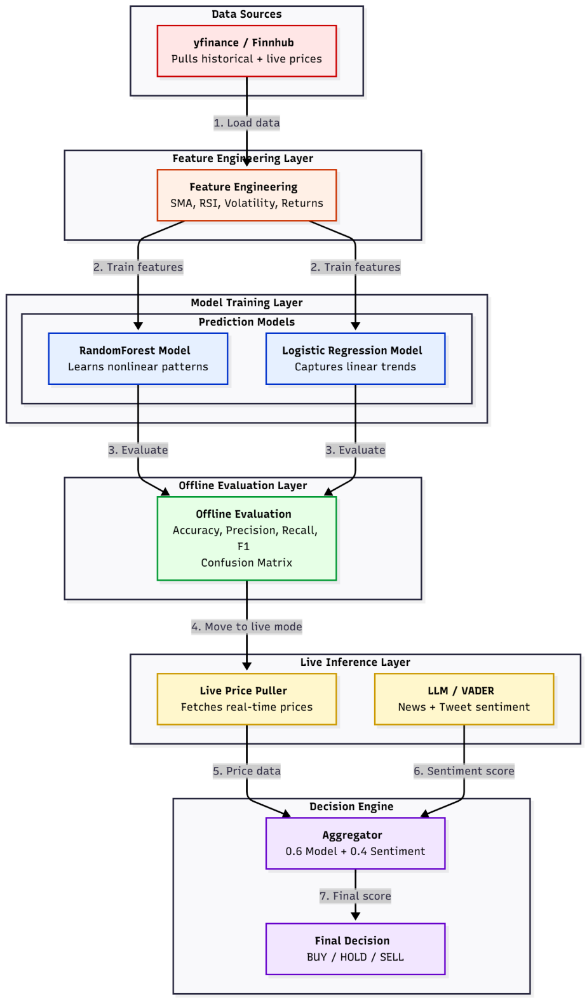 Data Sources
yfinance / Finnhub
Pulls historical + live prices
1. Load data
Feature Engineering Layer
Feature Engineering
SMA, RSI, Volatility, Returns
2. Train features
2. Train features
Model Training Layer
Prediction Models
RandomForest Model
Learns nonlinear patterns
Logistic Regression Model
Captures linear trends
3. Evaluate
3. Evaluate
Offline Evaluation Layer
Offline Evaluation
Accuracy, Precision, Recall,
F1
Confusion Matrix
4. Move to live mode
Live Inference Layer
Live Price Puller
Fetches real-time prices
LLM / VADER
News + Tweet sentiment
5. Price data
6. Sentiment score
Decision Engine
Aggregator
0.6 Model + 0.4 Sentiment
7. Final score
Final Decision
BUY / HOLD / SELL